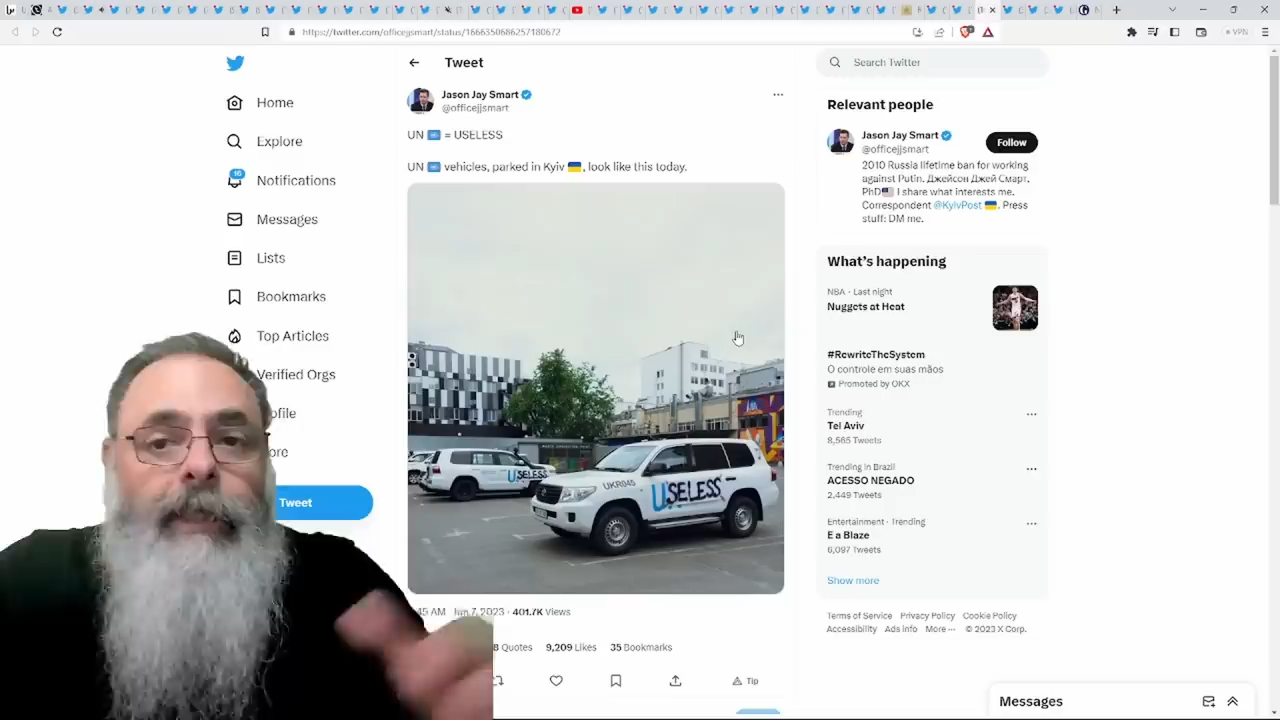 https://twitter.com/officejjsmart/status/1666350686257180672
VPN
Home
Explore
16
Notifications
Messages
Lists
Bookmarks
Top Articles
Verified Orgs
Tweet
Tweet
Jason Jay Smart
@officejjsmart
UN = USELESS
UN vehicles, parked in Kyiv, look like this today.
USELESS
UKR045
USELESS
45 AM Jun 7, 2023 · 401.7K Views
8 Quotes 9,209 Likes 35 Bookmarks
Tip
Search Twitter
Relevant people
Jason Jay Smart
@officejjsmart
Follow
2010 Russia lifetime ban for working
against Putin. Джейсон Джей Смарт,
PhD I share what interests me.
Correspondent @KyivPost. Press
stuff: DM me.
What's happening
NBA · Last night
Nuggets at Heat
#RewriteTheSystem
O controle em suas mãos
Promoted by OKX
Trending
Tel Aviv
8,565 Tweets
Trending in Brazil
ACESSO NEGADO
2,449 Tweets
Entertainment · Trending
E a Blaze
6,097 Tweets
Show more
Terms of Service Privacy Policy Cookie Policy
Accessibility Ads info More ··· © 2023 X Corp.
Messages